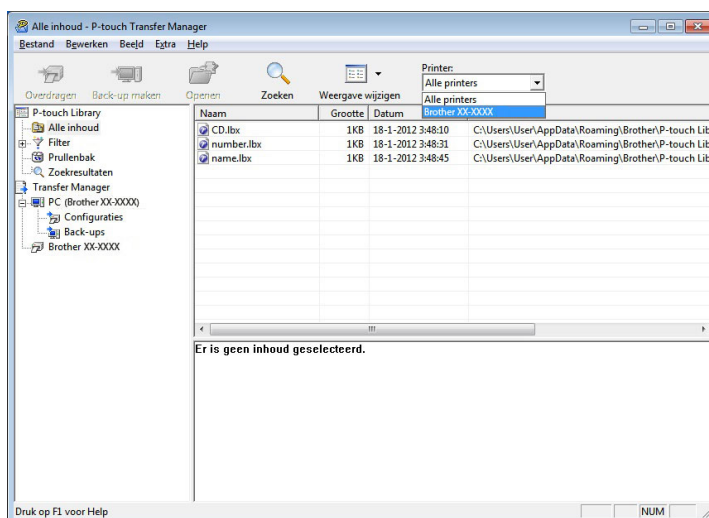 Alle inhoud - P-touch Transfer Manager
Bestand Bewerken Beeld Extra Help
Overdragen Back-up maken Openen Zoeken Weergave wijzigen
Printer:
Alle printers
Alle printers
Brother XX-XXXX
P-touch Library
Alle inhoud
Filter
Prullenbak
Zoekresultaten
Transfer Manager
PC (Brother XX-XXXX)
Configuraties
Back-ups
Brother XX-XXXX
Naam Grootte Datum
CD.lbx 1KB 18-1-2012 3:48:10 C:\Users\User\AppData\Roaming\Brother\P-touch Lib
number.lbx 1KB 18-1-2012 3:48:31 C:\Users\User\AppData\Roaming\Brother\P-touch Lib
name.lbx 1KB 18-1-2012 3:48:45 C:\Users\User\AppData\Roaming\Brother\P-touch Lib
Er is geen inhoud geselecteerd.
Druk op F1 voor Help NUM